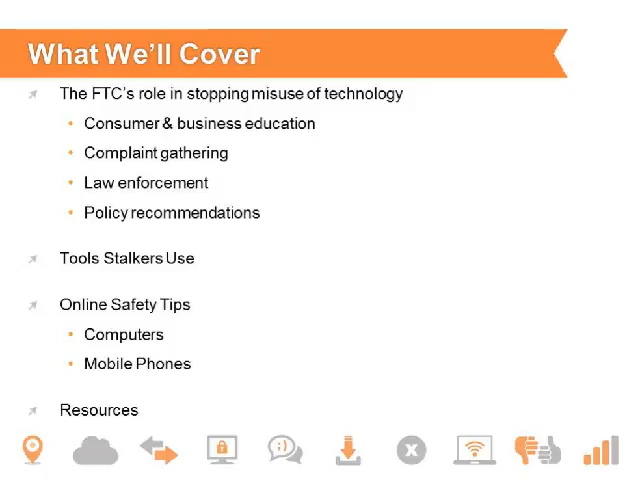 What We'll Cover
The FTC's role in stopping misuse of technology
Consumer & business education
Complaint gathering
Law enforcement
Policy recommendations
Tools Stalkers Use
Online Safety Tips
Computers
Mobile Phones
Resources